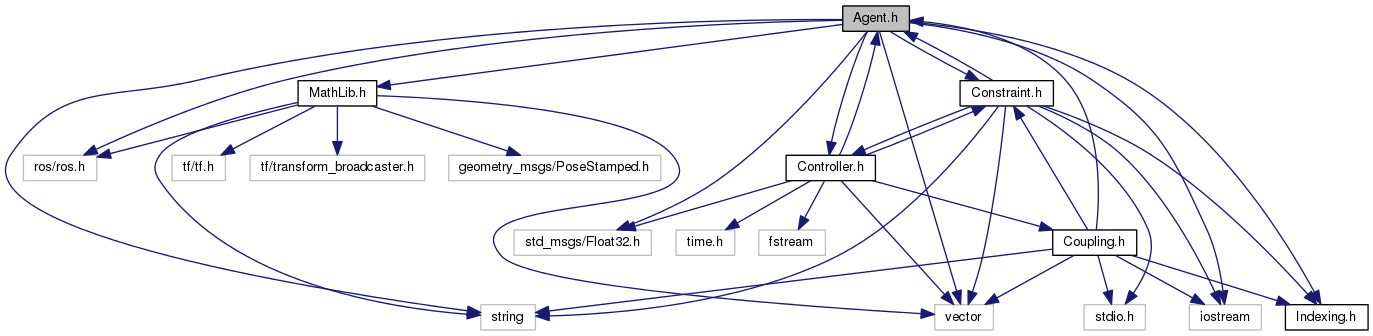 Agent.h
MathLib.h
Constraint.h
ros/ros.h
tf/tf.h
tf/transform_broadcaster.h
geometry_msgs/PoseStamped.h
Controller.h
std_msgs/Float32.h
time.h
fstream
Coupling.h
string
vector
stdio.h
iostream
Indexing.h